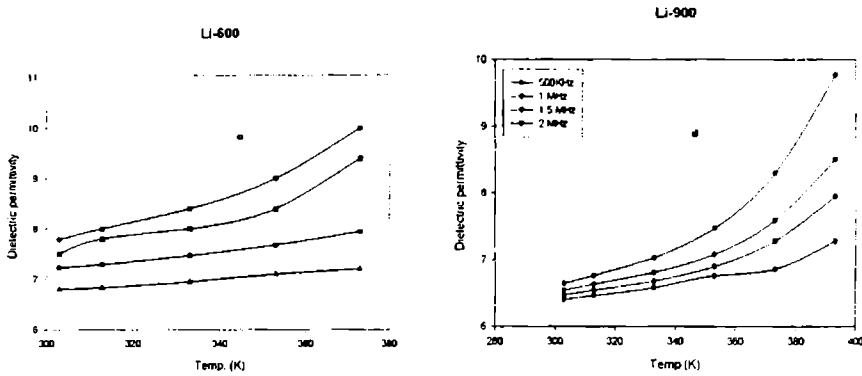 Li-600
11
10
9
8
7
6
Dielectric permittivity
300
320
340
360
380
Temp. (K)
Li-900
10
9
8
7
6
Dielectric permittivity
500KHz
1 MHz
1.5 MHz
2 MHz
d
280
300
320
340
360
380
400
Temp (K)